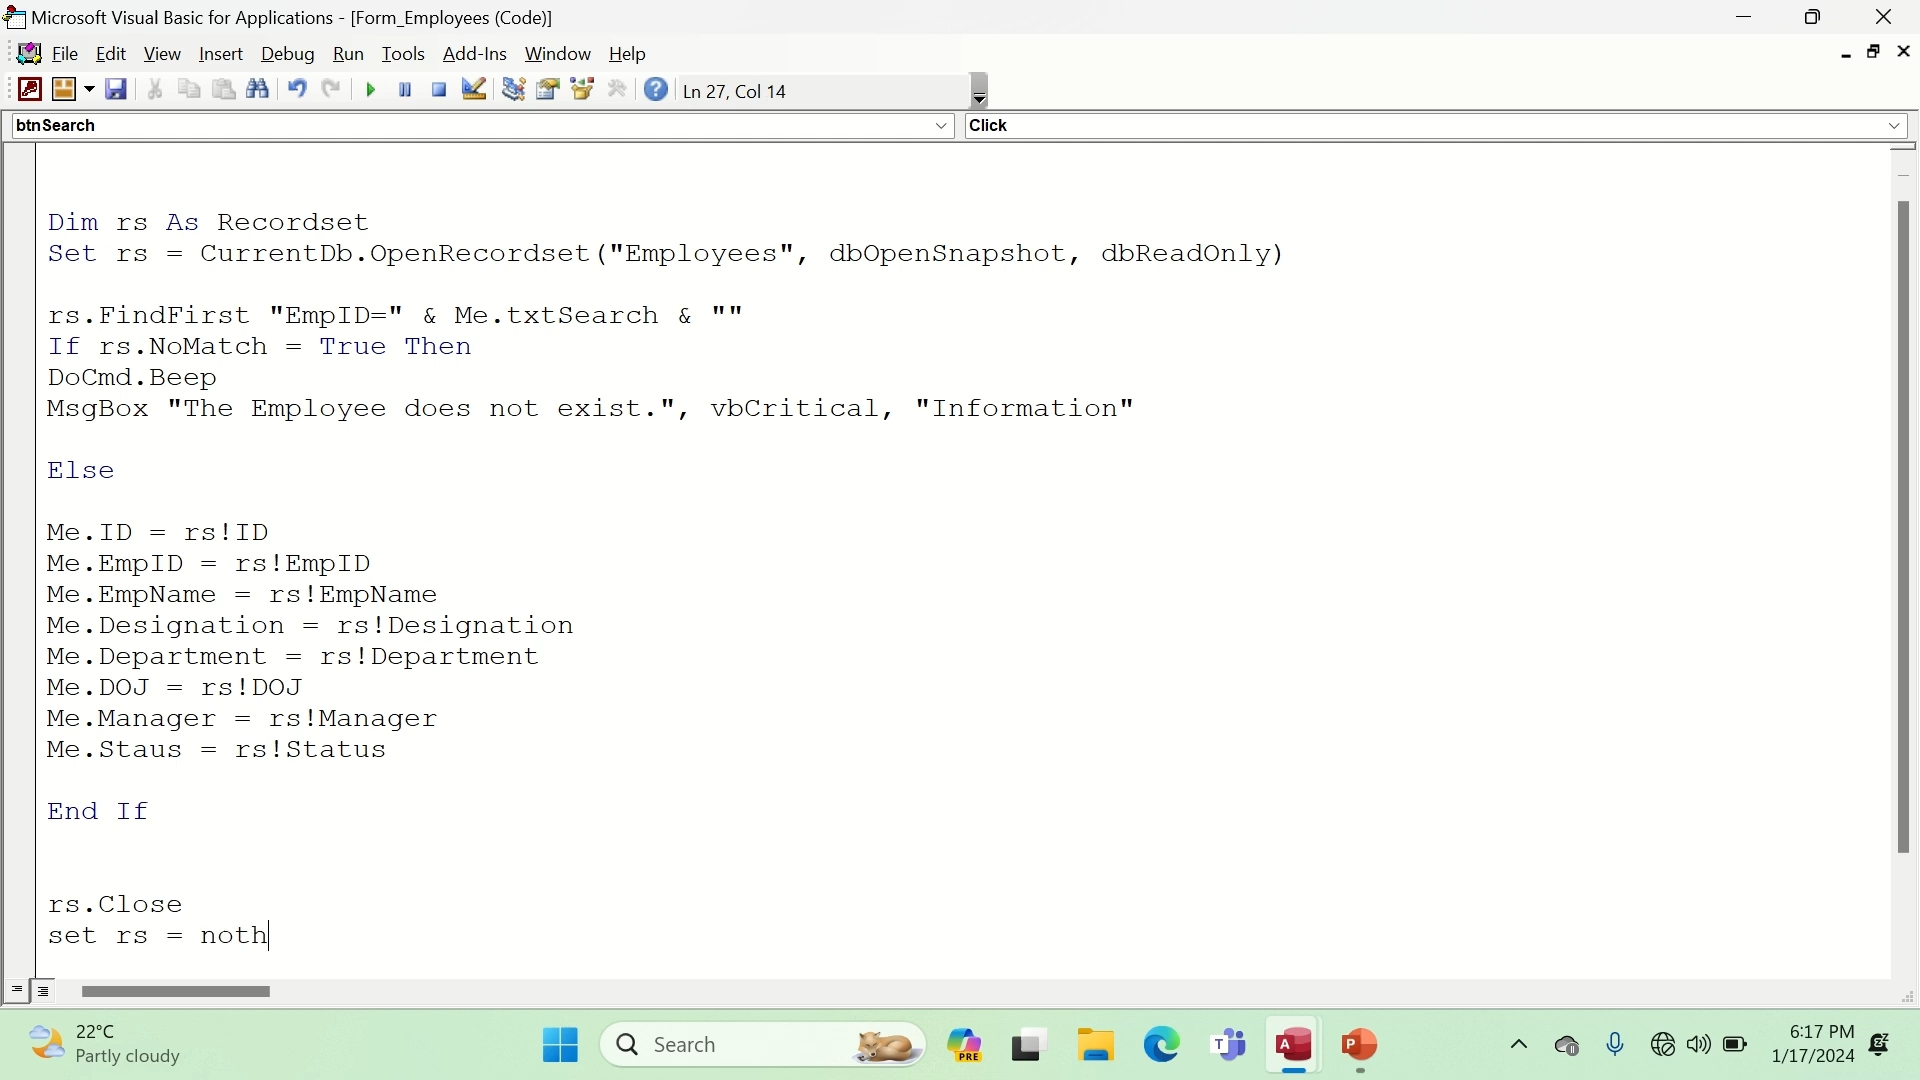 Microsoft Visual Basic for Applications - [Form_Employees (Code)]
File Edit View Insert Debug Run Tools Add-Ins Window Help
Ln 27, Col 14
btnSearch
Click
Dim rs As Recordset
Set rs = CurrentDb.OpenRecordset("Employees", dbOpenSnapshot, dbReadOnly)
rs.FindFirst "EmpID=" & Me.txtSearch & ""
If rs.NoMatch = True Then
DoCmd.Beep
MsgBox "The Employee does not exist.", vbCritical, "Information"
Else
Me.ID = rs!ID
Me.EmpID = rs!EmpID
Me.EmpName = rs!EmpName
Me.Designation = rs!Designation
Me.Department = rs!Department
Me.DOJ = rs!DOJ
Me.Manager = rs!Manager
Me.Staus = rs!Status
End If
rs.Close
set rs = noth
22°C
Partly cloudy
Search
PRE
6:17 PM
1/17/2024